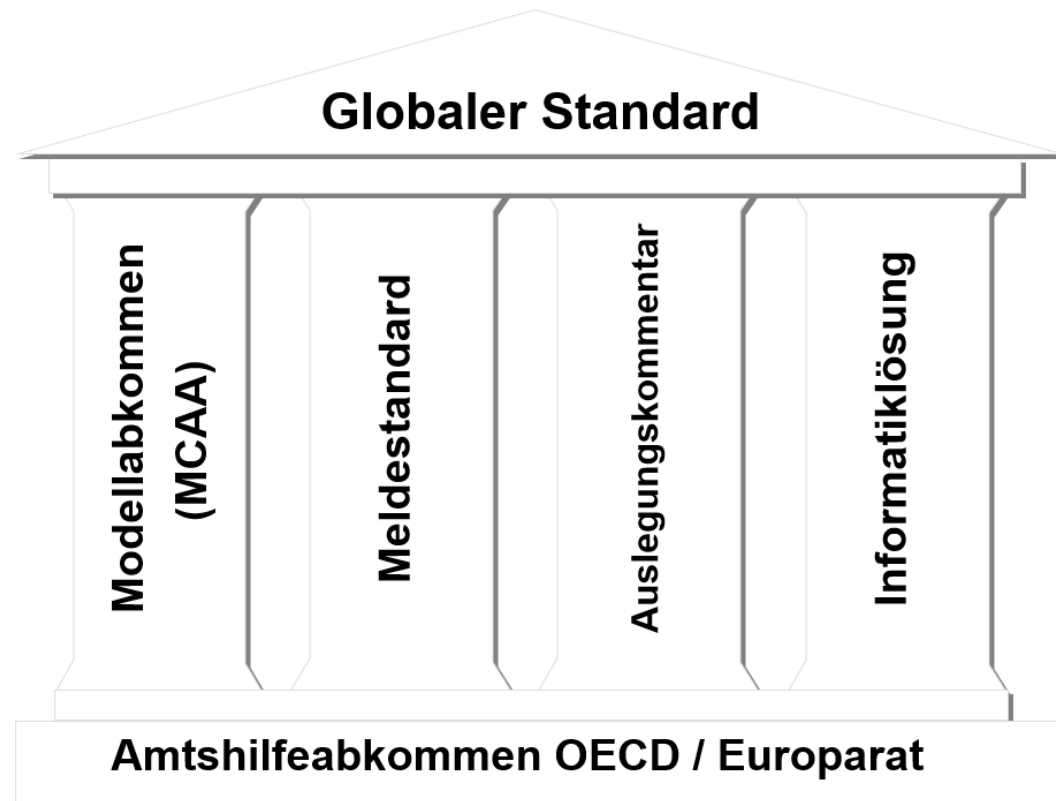 Globaler Standard
Modellabkommen
(MCAA)
Meldestandard
Auslegungskommentar
Informatiklösung
Amtshilfeabkommen OECD / Europarat